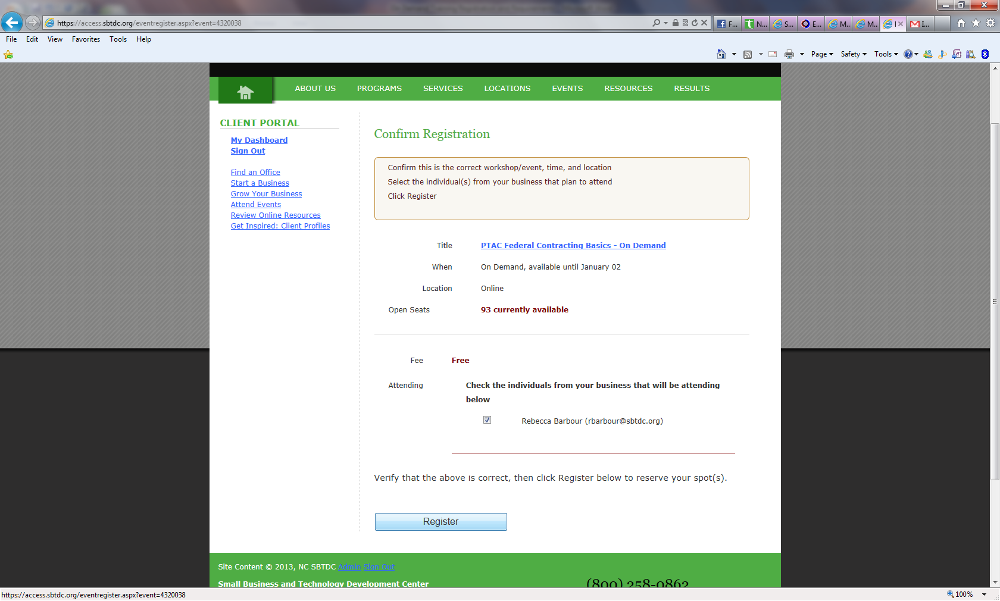 https://access.sbtdc.org/eventregister.aspx?event=4320038
F...
N...
S...
E...
M...
M...
I...
File Edit View Favorites Tools Help
Page Safety Tools
ABOUT US PROGRAMS SERVICES LOCATIONS EVENTS RESOURCES RESULTS
CLIENT PORTAL
My Dashboard
Sign Out
Find an Office
Start a Business
Grow Your Business
Attend Events
Review Online Resources
Get Inspired: Client Profiles
Confirm Registration
Confirm this is the correct workshop/event, time, and location
Select the individual(s) from your business that plan to attend
Click Register
Title PTAC Federal Contracting Basics - On Demand
When On Demand, available until January 02
Location Online
Open Seats 93 currently available
Fee Free
Attending Check the individuals from your business that will be attending
below
Rebecca Barbour (rbarbour@sbtdc.org)
Verify that the above is correct, then click Register below to reserve your spot(s).
Register
Site Content © 2013, NC SBTDC Admin Sign Out
Small Business and Technology Development Center
(800) 258-0862
https://access.sbtdc.org/eventregister.aspx?event=4320038
100%